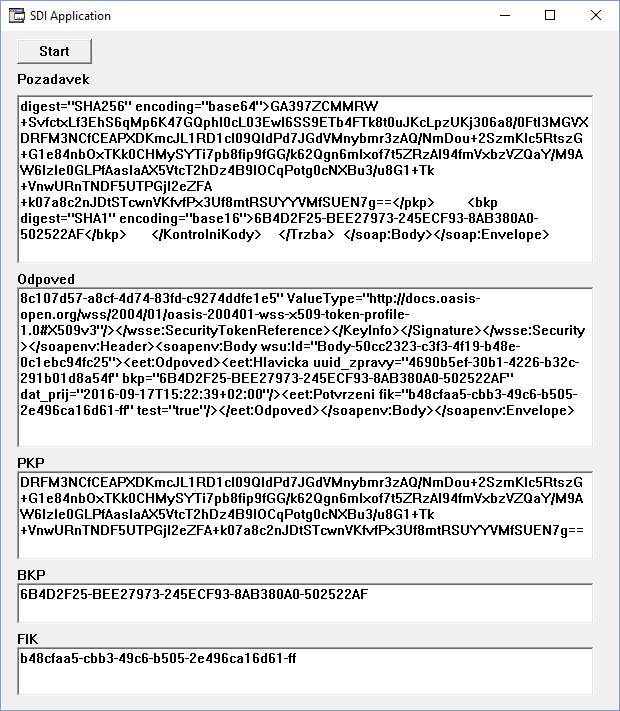 SDI Application
Start
Pozadavek
digest="SHA256" encoding="base64">GA397ZCMMRW
+SvfctxLf3EhS6qMp6K47GQphI0cL03EwI6SS9ETb4FTk8t0uJKcLpzUKj306a8/0FtI3MGVX
DRFM3NCfCEAPXDKmcJL1RD1cI09QIdPd7JGdVMnybmr3zAQ/NmDou+2SzmKIc5RtszG
+G1e84nbOxTKk0CHMySYTi7pb8fip9fGG/k62Qgn6mIxof7t5ZRzAI94fmVxbzVZQaY/M9A
W6IzIe0GLPfAasIaAX5VtcT2hDz4B9IOCqPotg0cNXBu3/u8G1+Tk
+VnwURnTNDF5UTPGjI2eZFA
+k07a8c2nJDtSTcwnVKfvfPx3Uf8mtRSUYYVMfSUEN7g==</pkp> <bkp
digest="SHA1" encoding="base16">6B4D2F25-BEE27973-245ECF93-8AB380A0-
502522AF</bkp> </KontrolniKody> </Trzba> </soap:Body></soap:Envelope>
Odpoved
8c107d57-a8cf-4d74-83fd-c9274ddfe1e5" ValueType="http://docs.oasis-
open.org/wss/2004/01/oasis-200401-wss-x509-token-profile-
1.0#X509v3"/></wsse:SecurityTokenReference></KeyInfo></Signature></wsse:Security
></soapenv:Header><soapenv:Body wsu:Id="Body-50cc2323-c3f3-4f19-b48e-
0c1ebc94fc25"><eet:Odpoved><eet:Hlavicka uuid_zpravy="4690b5ef-30b1-4226-b32c-
291b01d8a54f" bkp="6B4D2F25-BEE27973-245ECF93-8AB380A0-502522AF"
dat_prij="2016-09-17T15:22:39+02:00"/><eet:Potvrzeni fik="b48cfaa5-cbb3-49c6-b505-
2e496ca16d61-ff" test="true"/></eet:Odpoved></soapenv:Body></soapenv:Envelope>
PKP
DRFM3NCfCEAPXDKmcJL1RD1cI09QIdPd7JGdVMnybmr3zAQ/NmDou+2SzmKIc5RtszG
+G1e84nbOxTKk0CHMySYTi7pb8fip9fGG/k62Qgn6mIxof7t5ZRzAI94fmVxbzVZQaY/M9A
W6IzIe0GLPfAasIaAX5VtcT2hDz4B9IOCqPotg0cNXBu3/u8G1+Tk
+VnwURnTNDF5UTPGjI2eZFA+k07a8c2nJDtSTcwnVKfvfPx3Uf8mtRSUYYVMfSUEN7g==
BKP
6B4D2F25-BEE27973-245ECF93-8AB380A0-502522AF
FIK
b48cfaa5-cbb3-49c6-b505-2e496ca16d61-ff